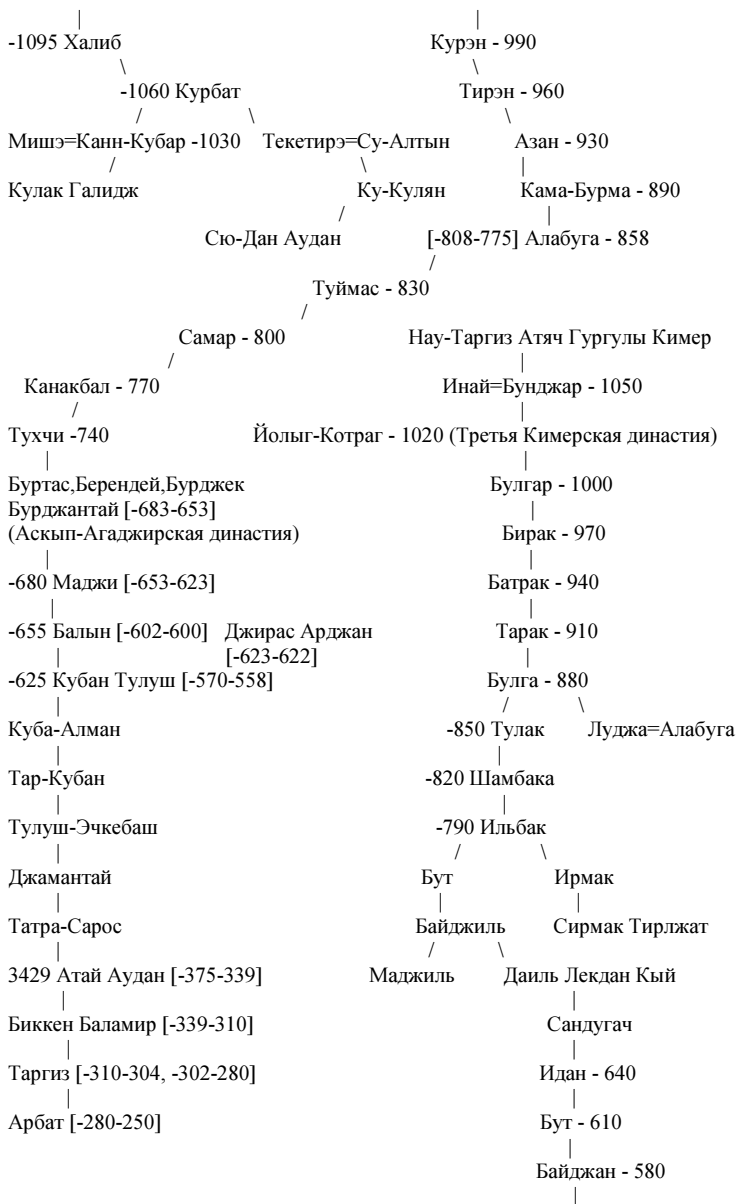 -1095 Халиб Курэн - 990
-1060 Курбат Тирэн - 960
Мишэ=Канн-Кубар -1030 Текетирэ=Су-Алтын Азан - 930
Кулак Галидж Ку-Кулян Кама-Бурма - 890
Сю-Дан Аудан [-808-775] Алабуга - 858
Туймас - 830
Самар - 800 Нау-Таргиз Атяч Гургулы Кимер
Канакбал - 770 Инай=Бунджар - 1050
Тухчи -740 Йолыг-Котраг - 1020 (Третья Кимерская династия)
Буртас,Берендей,Бурджек Булгар - 1000
Бурджантай [-683-653]
(Аскып-Агаджирская династия) Бирак - 970
-680 Маджи [-653-623] Батрак - 940
-655 Балын [-602-600] Джирас Арджан Тарак - 910
[-623-622]
-625 Кубан Тулуш [-570-558] Булга - 880
Куба-Алман -850 Тулак Луджа=Алабуга
Тар-Кубан -820 Шамбака
Тулуш-Эчкебаш -790 Ильбак
Джамантай Бут Ирмак
Татра-Сарос Байджиль Сирмак Тирлжат
3429 Атай Аудан [-375-339] Маджиль Даиль Лекдан Кый
Биккен Баламир [-339-310] Сандугач
Таргиз [-310-304, -302-280] Идан - 640
Арбат [-280-250] Бут - 610
Байджан - 580